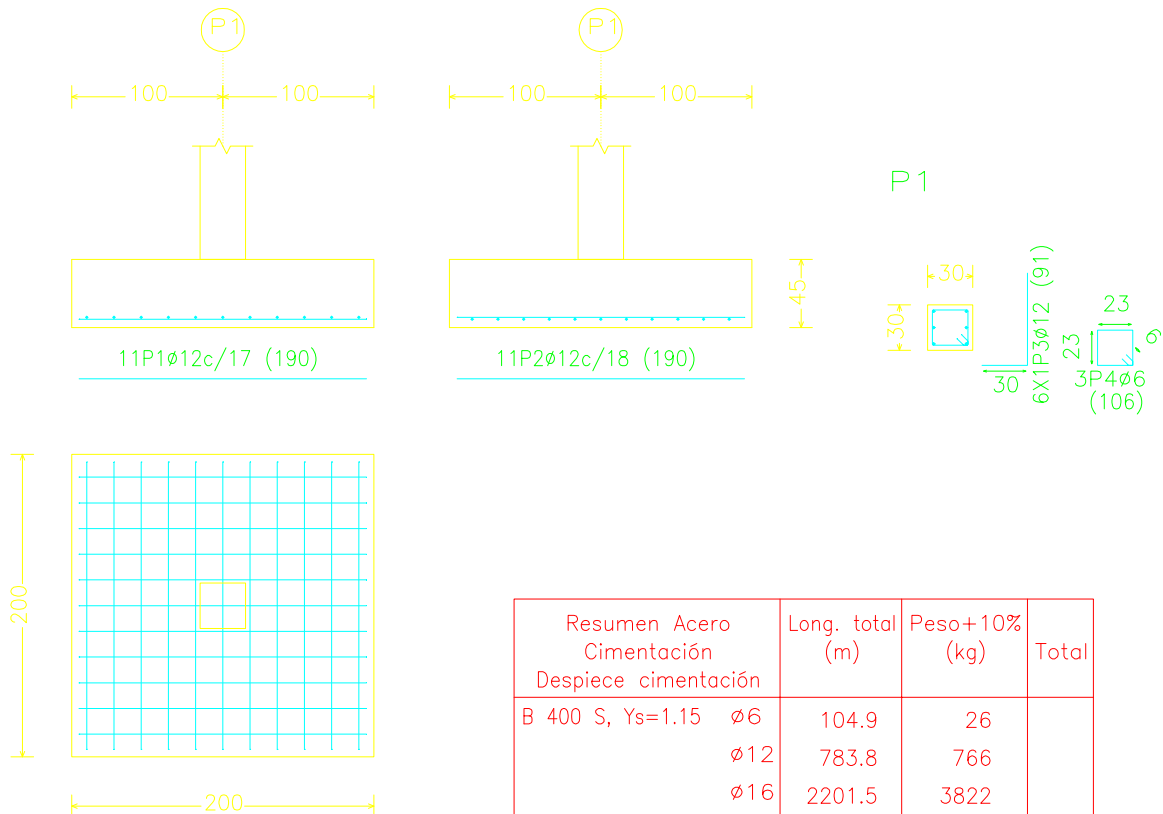 P1
P1
100
100
100
100
P1
45
30
30
11P1ø12c/17 (190)
11P2ø12c/18 (190)
30
6X1P3ø12 (91)
23
23
6
3P4ø6
(106)
200
200
Resumen Acero
Cimentación
Despiece cimentación
Long. total
(m)
Peso+10%
(kg)
Total
B 400 S, Ys=1.15 ø6 104.9 26
ø12 783.8 766
ø16 2201.5 3822